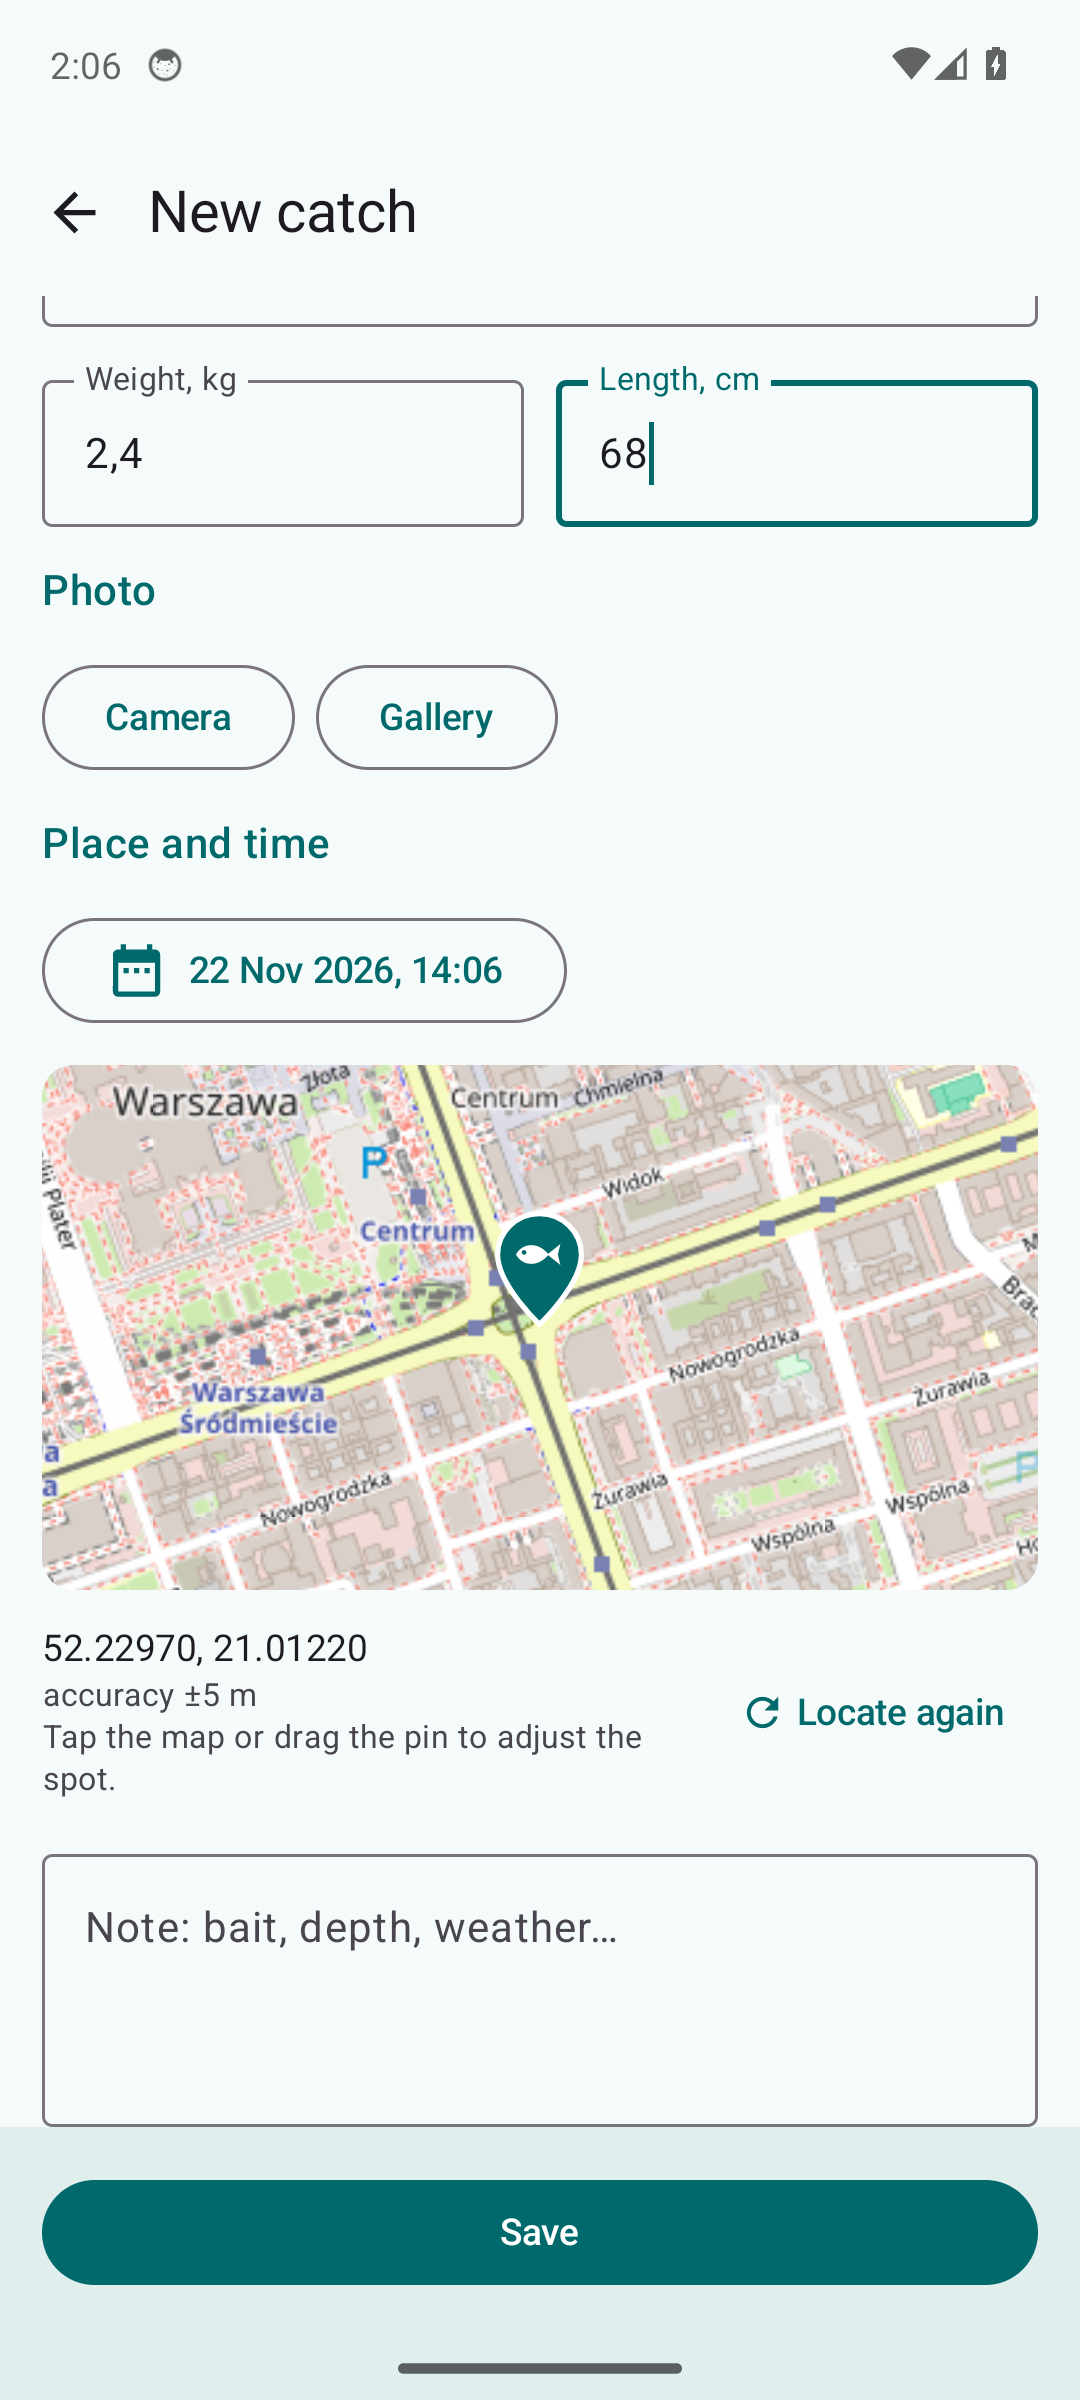 2:06
New catch
Weight, kg
Length, cm
2,4
68
Photo
Camera
Gallery
Place and time
22 Nov 2026, 14:06
Złota
Warszawa
Centrum
Chmielna
P
Widok
Plater
Centrum
Nowogrodzka
Żurawia
Warszawa
Śródmieście
a
a
Nowogrodzka
Żurawia
Wspólna
Wspólna
P
52.22970, 21.01220
accuracy ±5 m
Tap the map or drag the pin to adjust the
spot.
Locate again
Note: bait, depth, weather…
Save